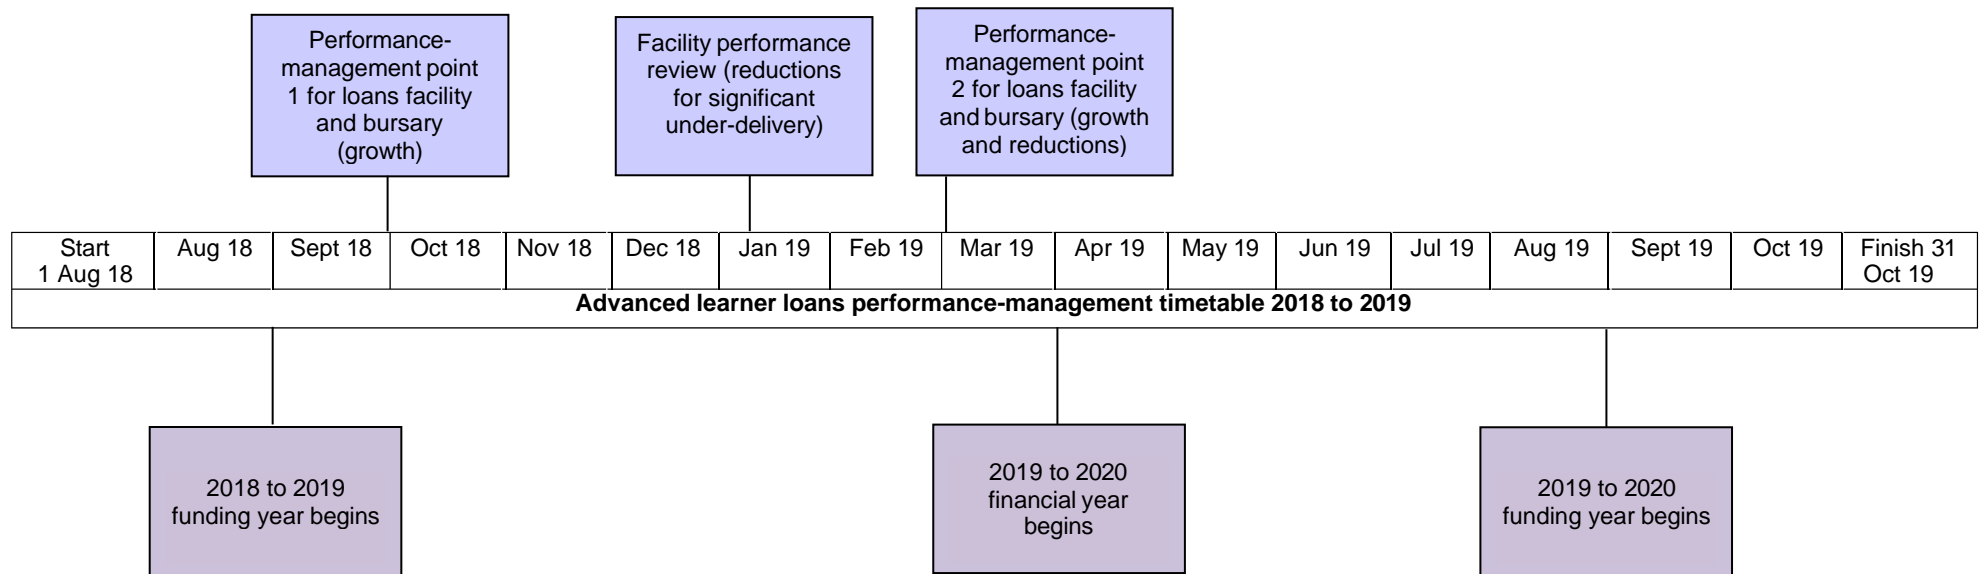 Performance-
management point
1 for loans facility
and bursary
(growth)
Facility performance
review (reductions
for significant
under-delivery)
Performance-
management point
2 for loans facility
and bursary (growth
and reductions)
Start
1 Aug 18
Aug 18
Sept 18
Oct 18
Nov 18
Dec 18
Jan 19
Feb 19
Mar 19
Apr 19
May 19
Jun 19
Jul 19
Aug 19
Sept 19
Oct 19
Finish 31
Oct 19
Advanced learner loans performance-management timetable 2018 to 2019
2018 to 2019
funding year begins
2019 to 2020
financial year
begins
2019 to 2020
funding year begins